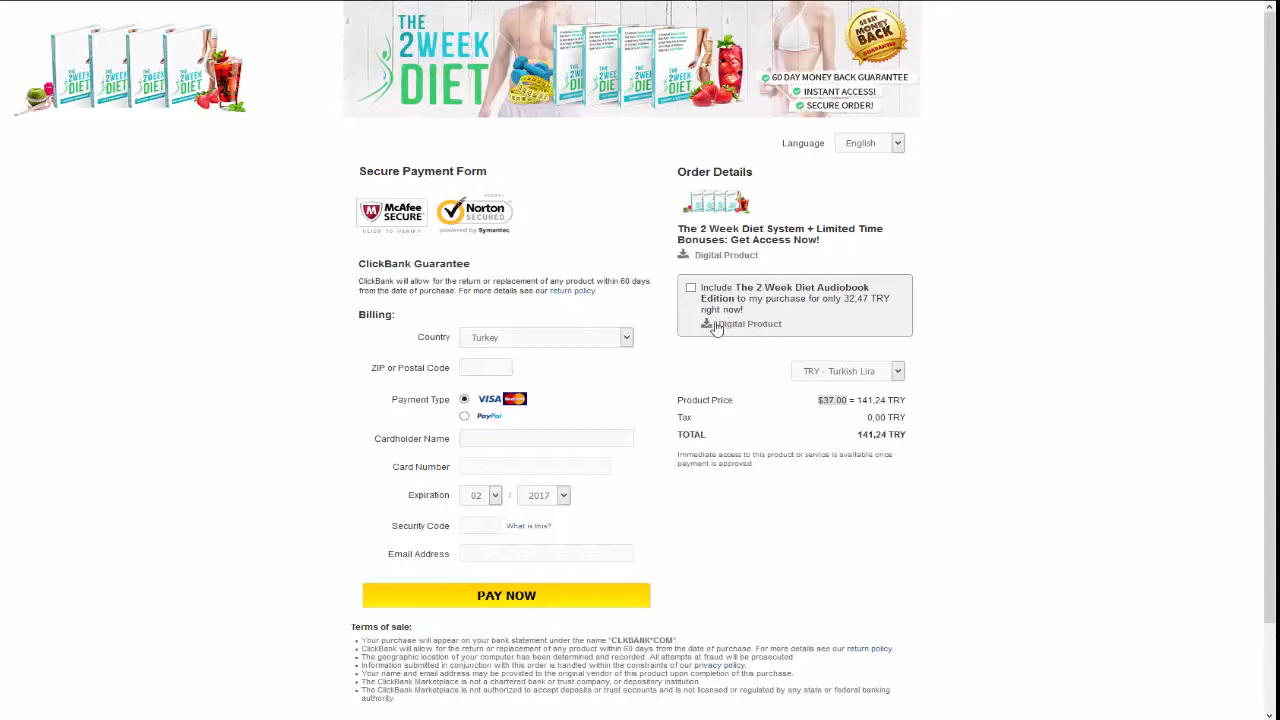 THE
2WEEK
DIET
60 DAY
MONEY
BACK
GUARANTEE
60 DAY MONEY BACK GUARANTEE
INSTANT ACCESS!
SECURE ORDER!
Language English
Secure Payment Form
McAfee
SECURE
CLICK TO VERIFY
Norton
SECURED
powered by Symantec
ClickBank Guarantee
ClickBank will allow for the return or replacement of any product within 60 days
from the date of purchase. For more details see our return policy.
Billing:
Country Turkey
ZIP or Postal Code
Payment Type VISA MasterCard
PayPal
Cardholder Name
Card Number
Expiration 02 / 2017
Security Code What is this?
Email Address
PAY NOW
Order Details
The 2 Week Diet System + Limited Time
Bonuses: Get Access Now!
Digital Product
Include The 2 Week Diet Audiobook
Edition to my purchase for only 32,47 TRY
right now!
Digital Product
TRY - Turkish Lira
Product Price $37.00 = 141,24 TRY
Tax 0,00 TRY
TOTAL 141,24 TRY
Immediate access to this product or service is available once
payment is approved.
Terms of sale:
Your purchase will appear on your bank statement under the name "CLKBANK*COM".
ClickBank will allow for the return or replacement of any product within 60 days from the date of purchase. For more details see our return policy.
The geographic location of your computer has been determined and recorded. All attempts at fraud will be prosecuted
Information submitted in conjunction with this order is handled within the constraints of our privacy policy.
Your name and email address may be provided to the original vendor of this product upon completion of this purchase.
The ClickBank Marketplace is not a chartered bank or trust company, or depository institution.
The ClickBank Marketplace is not authorized to accept deposits or trust accounts and is not licensed or regulated by any state or federal banking
authority.